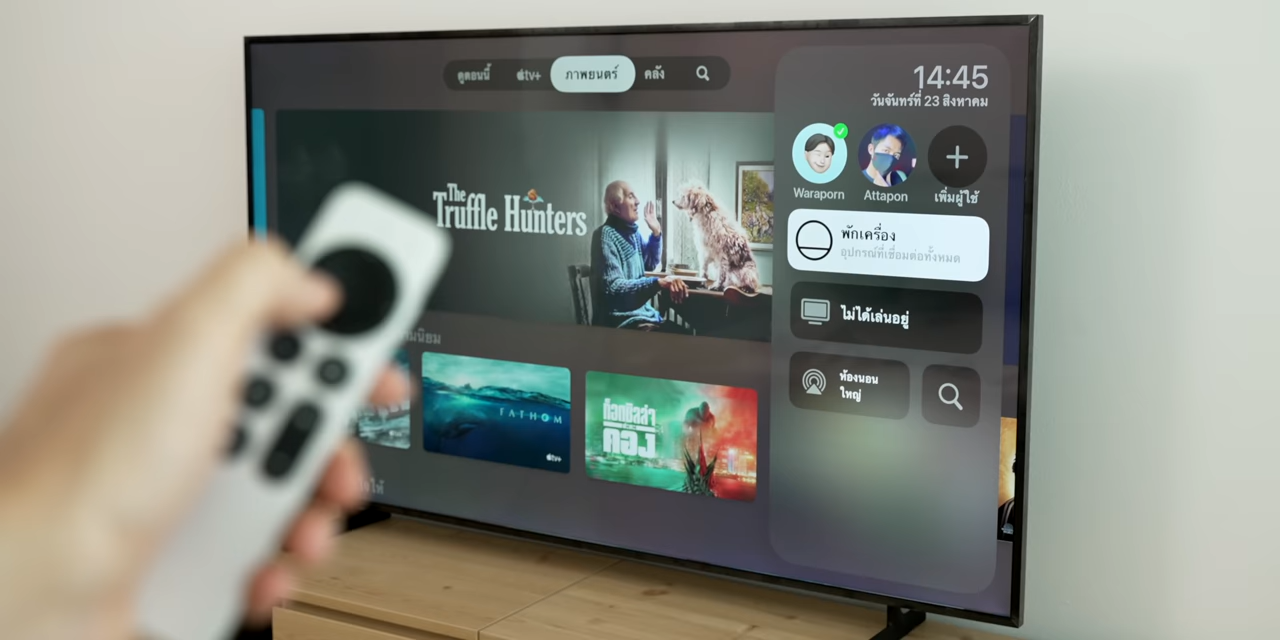 ดูตอนนี้
tv+
ภาพยนตร์
คลัง
14:45
วันจันทร์ที่ 23 สิงหาคม
The
Truffle Hunters
Waraporn
Attapon
เพิ่มผู้ใช้
พักเครื่อง
อุปกรณ์ที่เชื่อมต่อทั้งหมด
ไม่ได้เล่นอยู่
ห้องนอน
ใหญ่
FATHOM
tv+
ก็อดซิลล่า
คอง